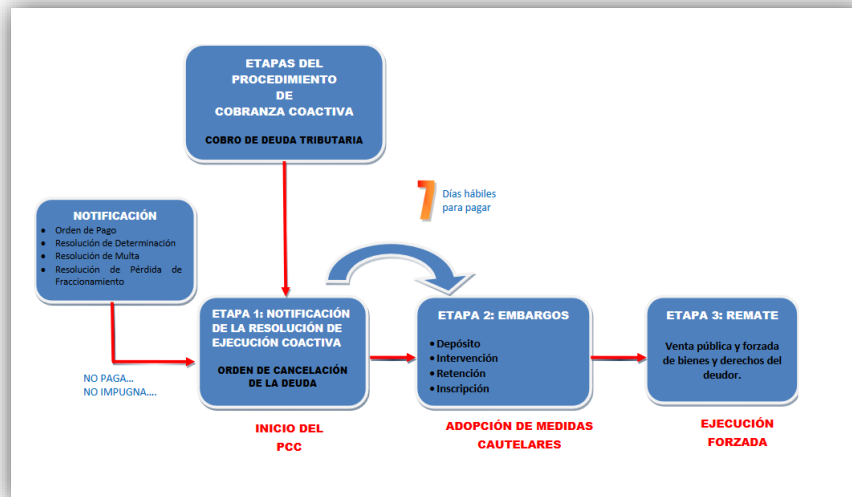 ETAPAS DEL
PROCEDIMIENTO
DE
COBRANZA COACTIVA
COBRO DE DEUDA TRIBUTARIA
7 Días hábiles
para pagar
NOTIFICACIÓN
• Orden de Pago
• Resolución de Determinación
• Resolución de Multa
• Resolución de Pérdida de
Fraccionamiento
NO PAGA...
NO IMPUGNA....
ETAPA 1: NOTIFICACIÓN
DE LA RESOLUCIÓN DE
EJECUCIÓN COACTIVA
ORDEN DE CANCELACIÓN
DE LA DEUDA
INICIO DEL
PCC
ETAPA 2: EMBARGOS
• Depósito
• Intervención
• Retención
• Inscripción
ADOPCIÓN DE MEDIDAS
CAUTELARES
ETAPA 3: REMATE
Venta pública y forzada
de bienes y derechos del
deudor.
EJECUCIÓN
FORZADA